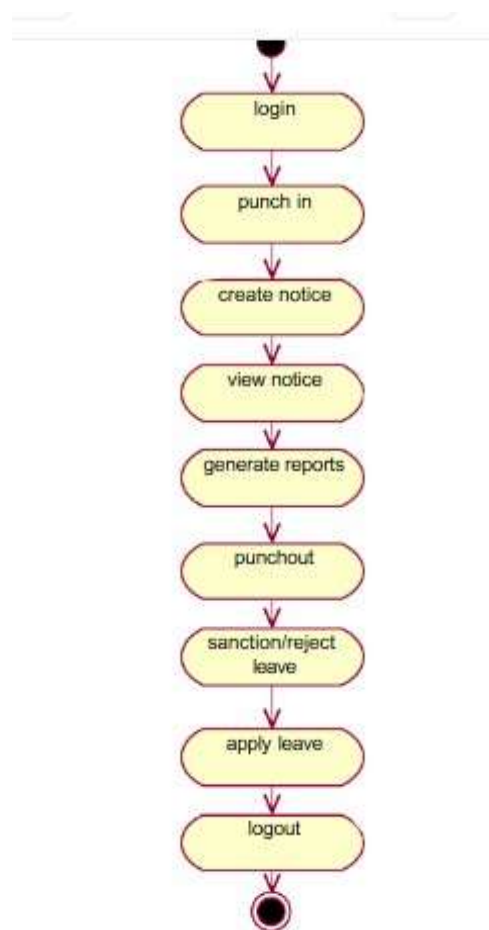 login
punch in
create notice
view notice
generate reports
punchout
sanction/reject
leave
apply leave
logout